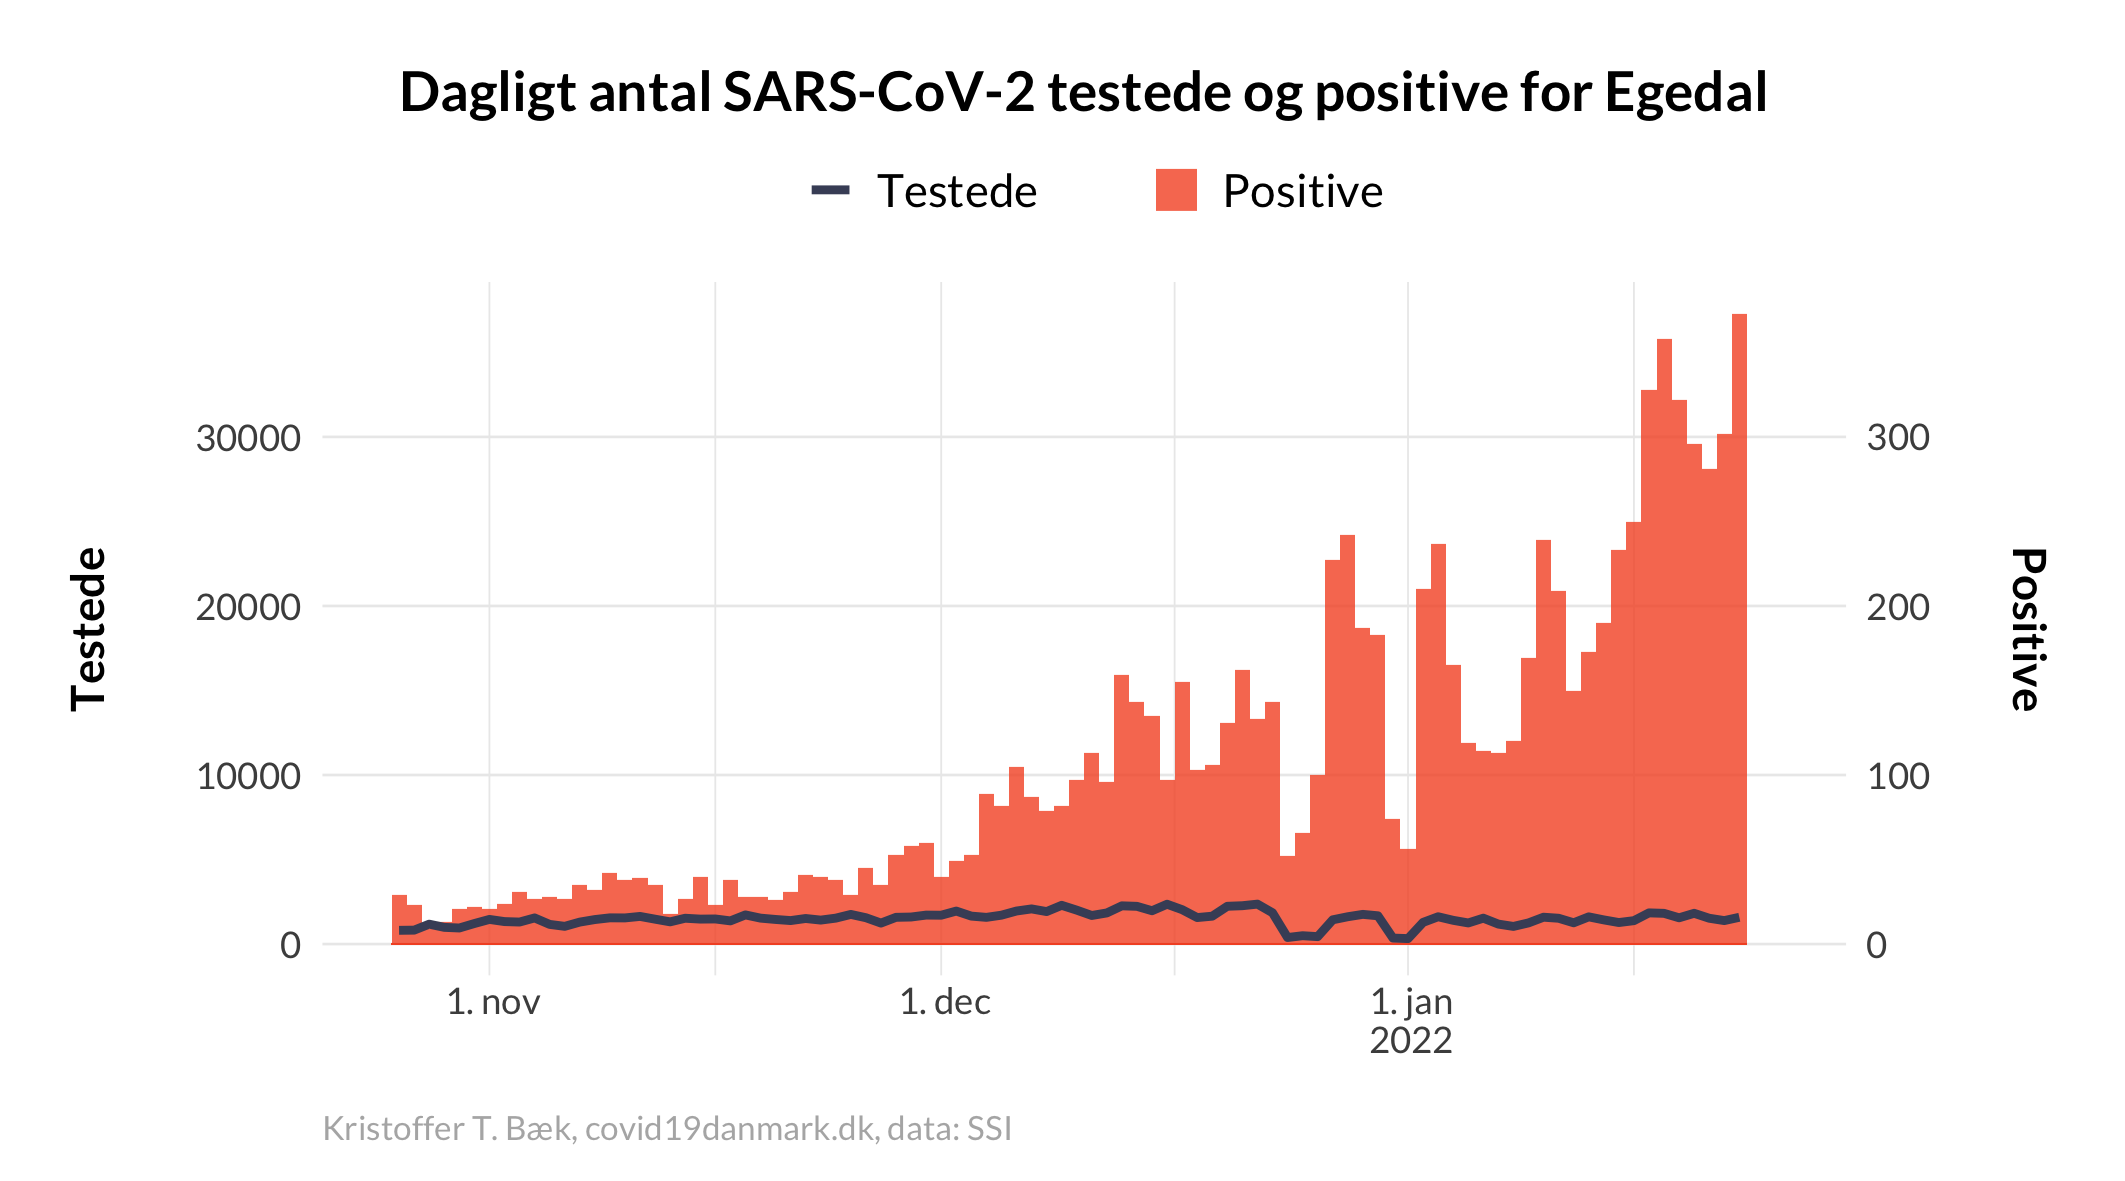 Dagligt antal SARS-CoV-2 testede og positive for Egedal
Testede
Positive
30000
20000
10000
0
300
200
100
0
Testede
Positive
1. nov
1. dec
1. jan
2022
Kristoffer T. Bæk, covid19danmark.dk, data: SSI